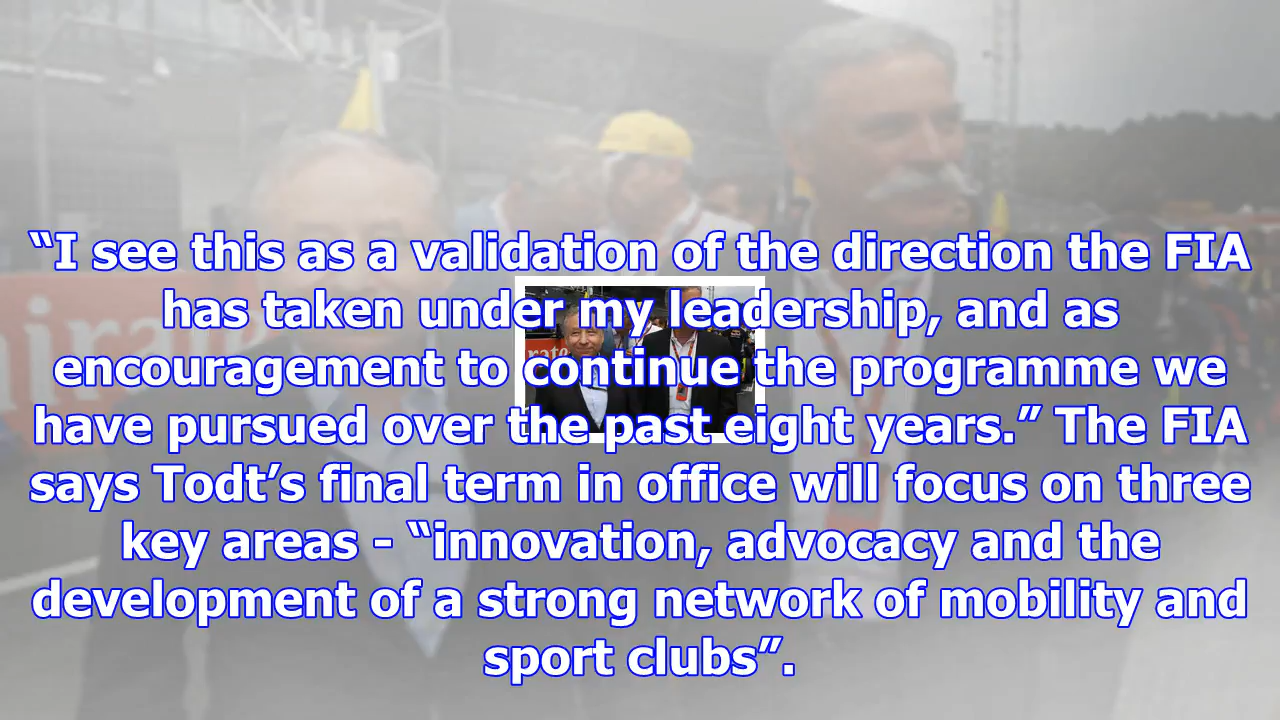 “I see this as a validation of the direction the FIA
has taken under my leadership, and as
encouragement to continue the programme we
have pursued over the past eight years.” The FIA
says Todt’s final term in office will focus on three
key areas - “innovation, advocacy and the
development of a strong network of mobility and
sport clubs”.